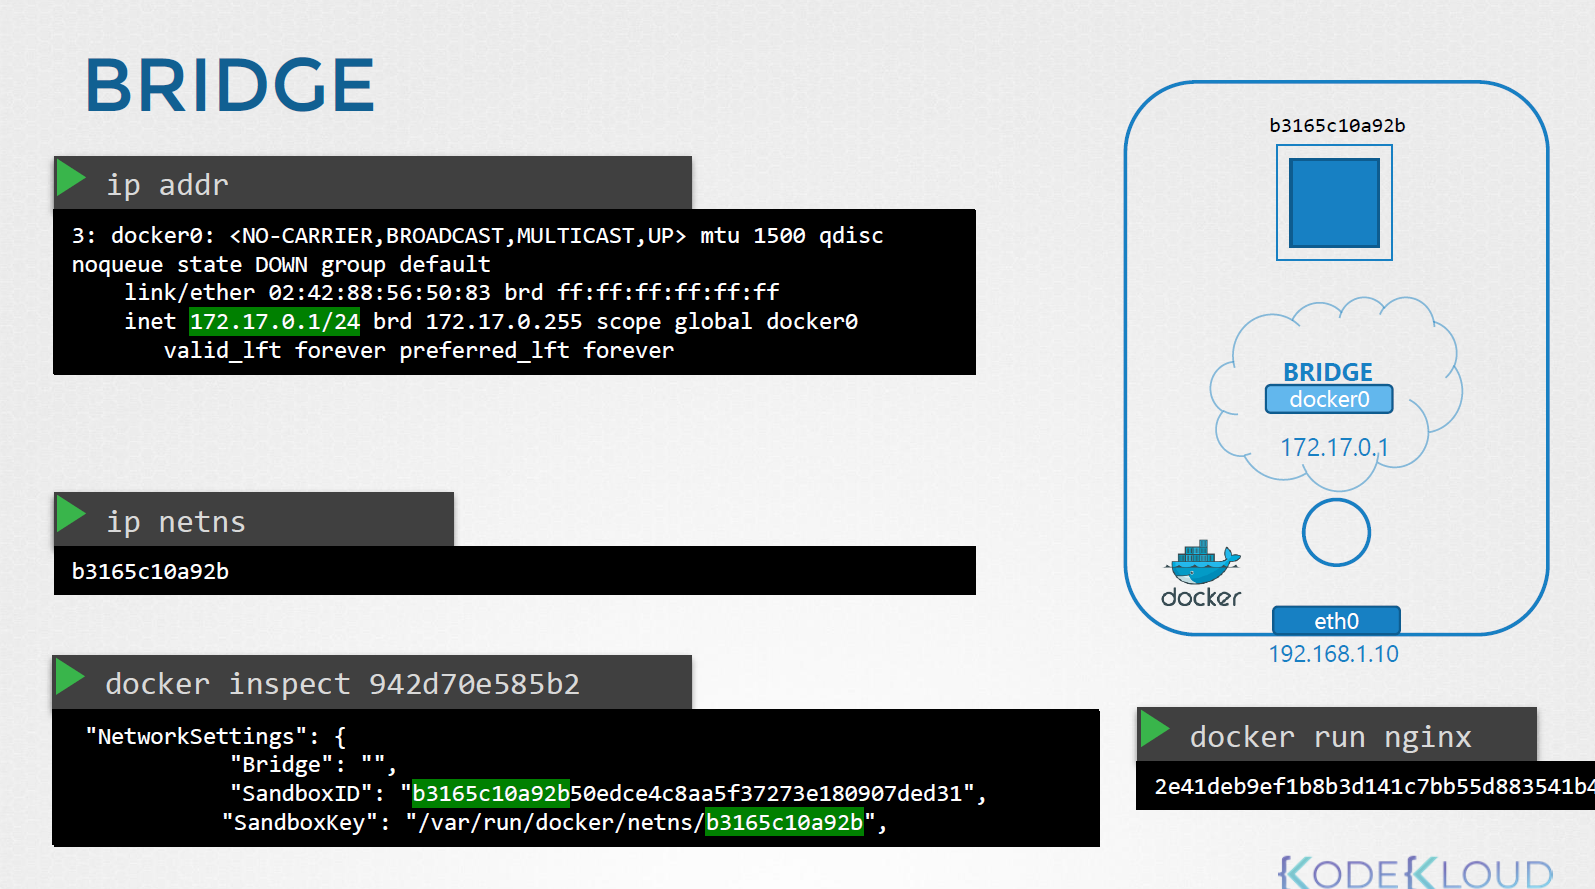 BRIDGE
ip addr
3: docker0: <NO-CARRIER,BROADCAST,MULTICAST,UP> mtu 1500 qdisc
noqueue state DOWN group default
link/ether 02:42:88:56:50:83 brd ff:ff:ff:ff:ff:ff
inet 172.17.0.1/24 brd 172.17.0.255 scope global docker0
valid_lft forever preferred_lft forever
ip netns
b3165c10a92b
docker inspect 942d70e585b2
"NetworkSettings": {
"Bridge": "",
"SandboxID": "b3165c10a92b50edce4c8aa5f37273e180907ded31",
"SandboxKey": "/var/run/docker/netns/b3165c10a92b",
b3165c10a92b
BRIDGE
docker0
172.17.0.1
docker
eth0
192.168.1.10
docker run nginx
2e41deb9ef1b8b3d141c7bb55d883541b4
KODEKLOUD